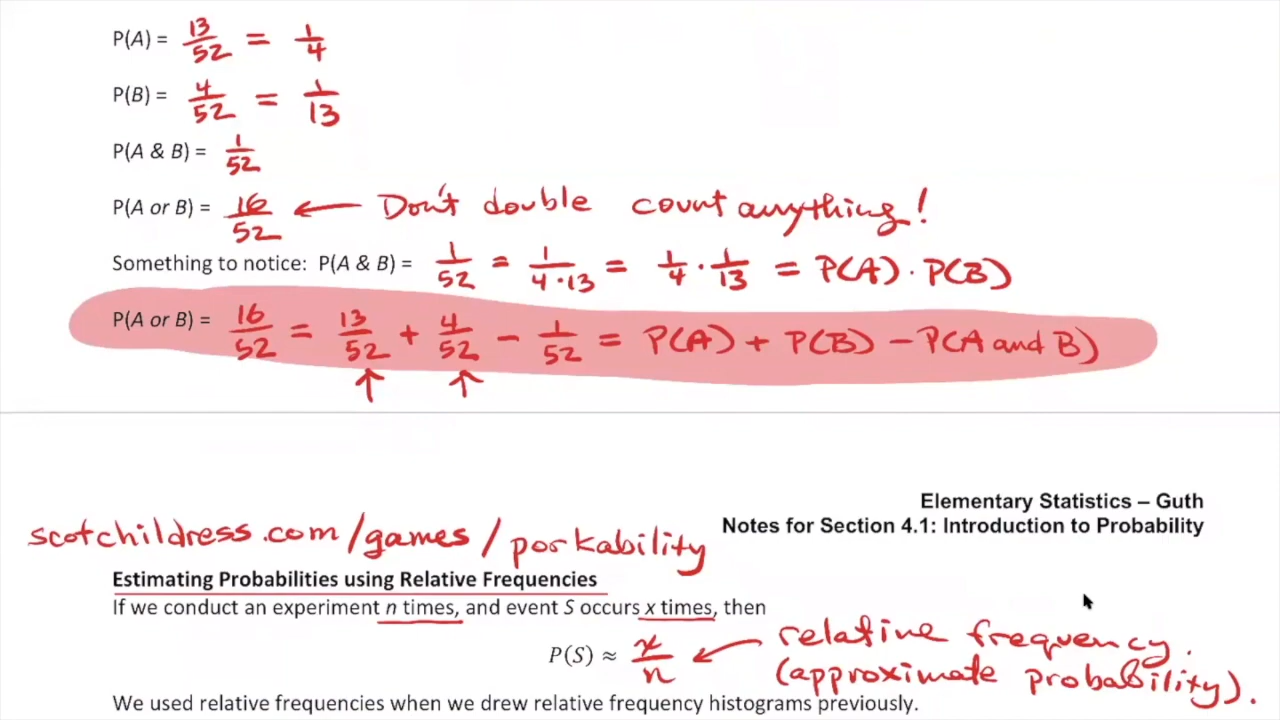 P(A) = 13/52 = 1/4
P(B) = 4/52 = 1/13
P(A & B) = 1/52
P(A or B) = 16/52 ← Don't double count anything!
Something to notice: P(A & B) = 1/52 = 1/4·13 = 1/4 · 1/13 = P(A) · P(B)
P(A or B) = 16/52 = 13/52 + 4/52 − 1/52 = P(A) + P(B) − P(A and B)
Elementary Statistics – Guth
Notes for Section 4.1: Introduction to Probability
scotchildress.com/games/porkability
Estimating Probabilities using Relative Frequencies
If we conduct an experiment n times, and event S occurs x times, then
P(S) ≈ x/n ← relative frequency.
(approximate probability).
We used relative frequencies when we drew relative frequency histograms previously.